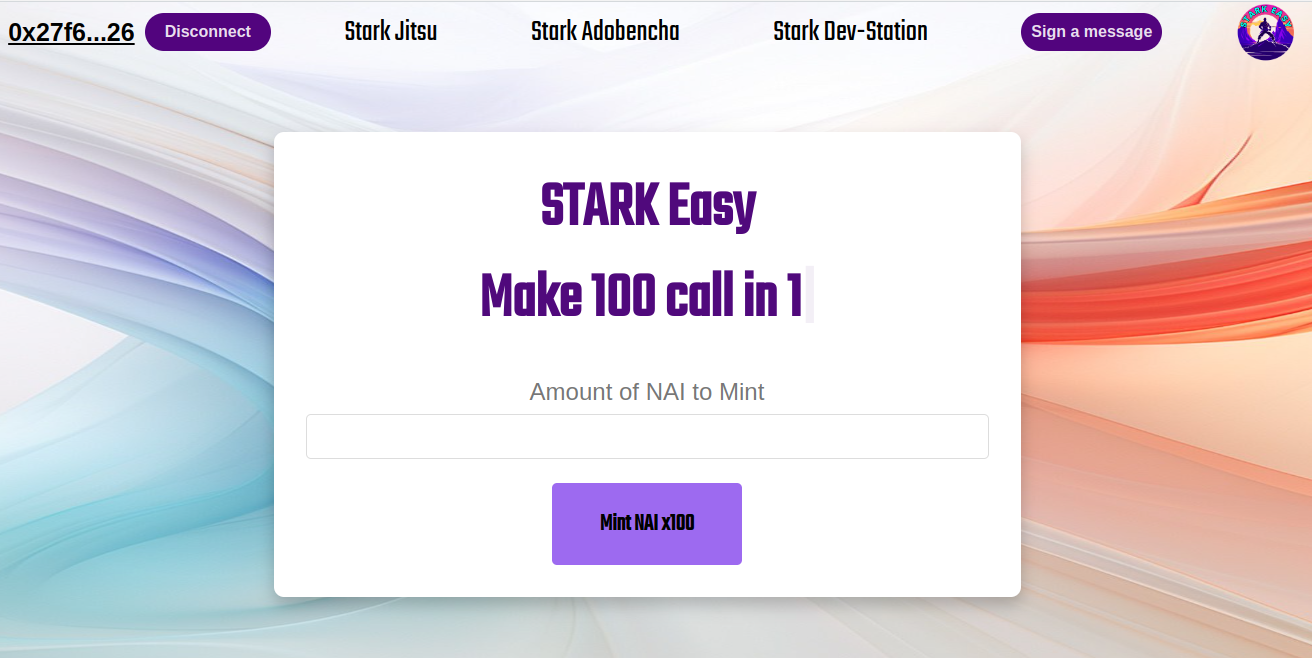 0x27f6...26 Disconnect Stark Jitsu Stark Adobencha Stark Dev-Station Sign a message STARK EASY
STARK Easy
Make 100 call in 1
Amount of NAI to Mint
Mint NAI x100